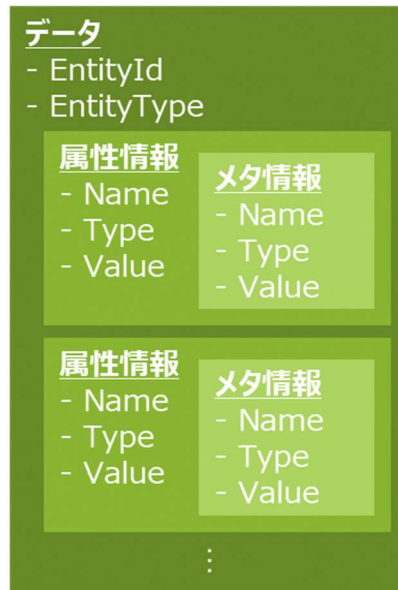 データ
- EntityId
- EntityType
属性情報
- Name
- Type
- Value
メタ情報
- Name
- Type
- Value
属性情報
- Name
- Type
- Value
メタ情報
- Name
- Type
- Value
⋮